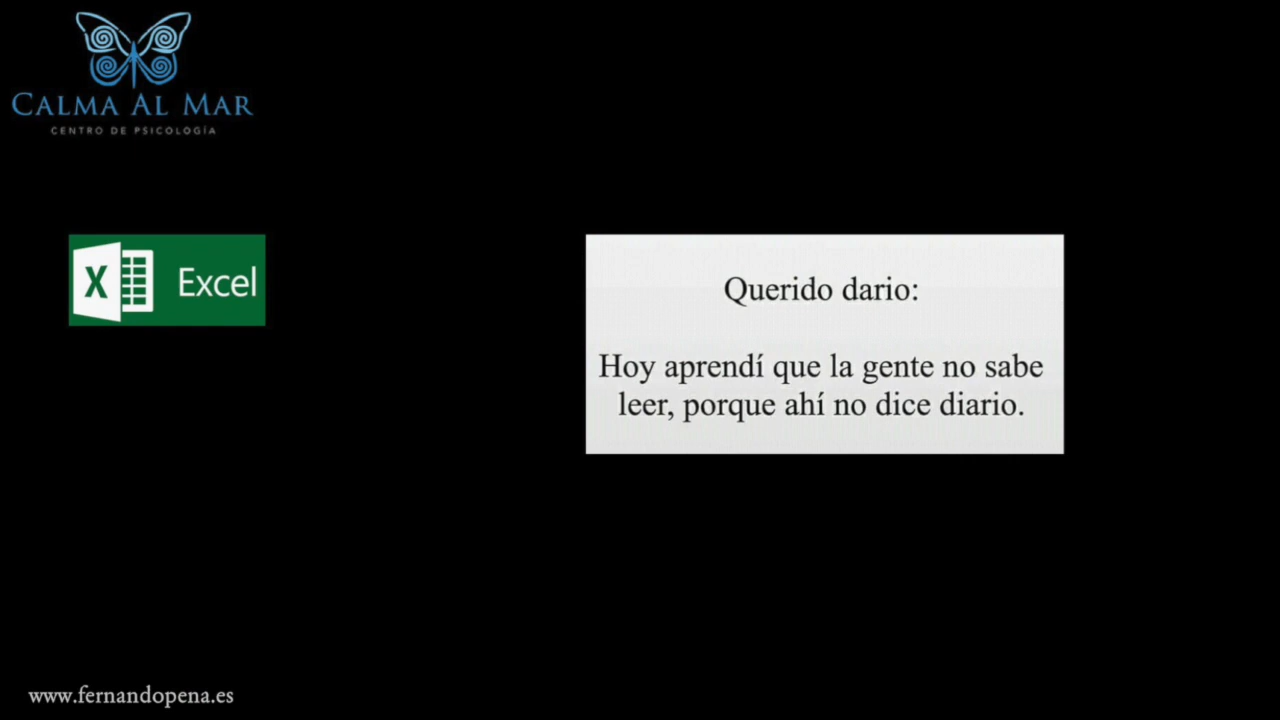 CALMA AL MAR
CENTRO DE PSICOLOGÍA
X Excel
Querido dario:
Hoy aprendí que la gente no sabe
leer, porque ahí no dice diario.
www.fernandopena.es